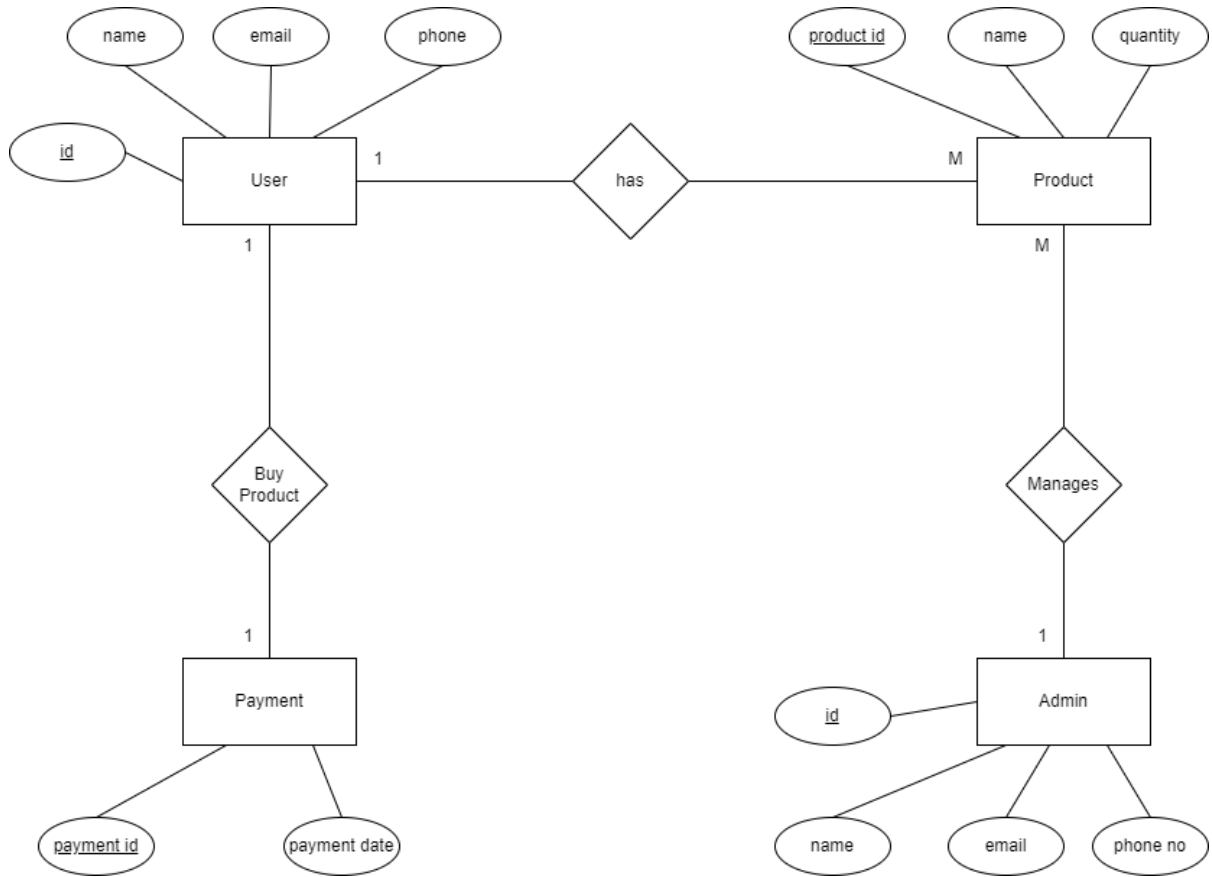 name
email
phone
product id
name
quantity
id
User
1
has
M
Product
1
M
Buy
Product
Manages
1
1
Payment
Admin
id
payment id
payment date
name
email
phone no